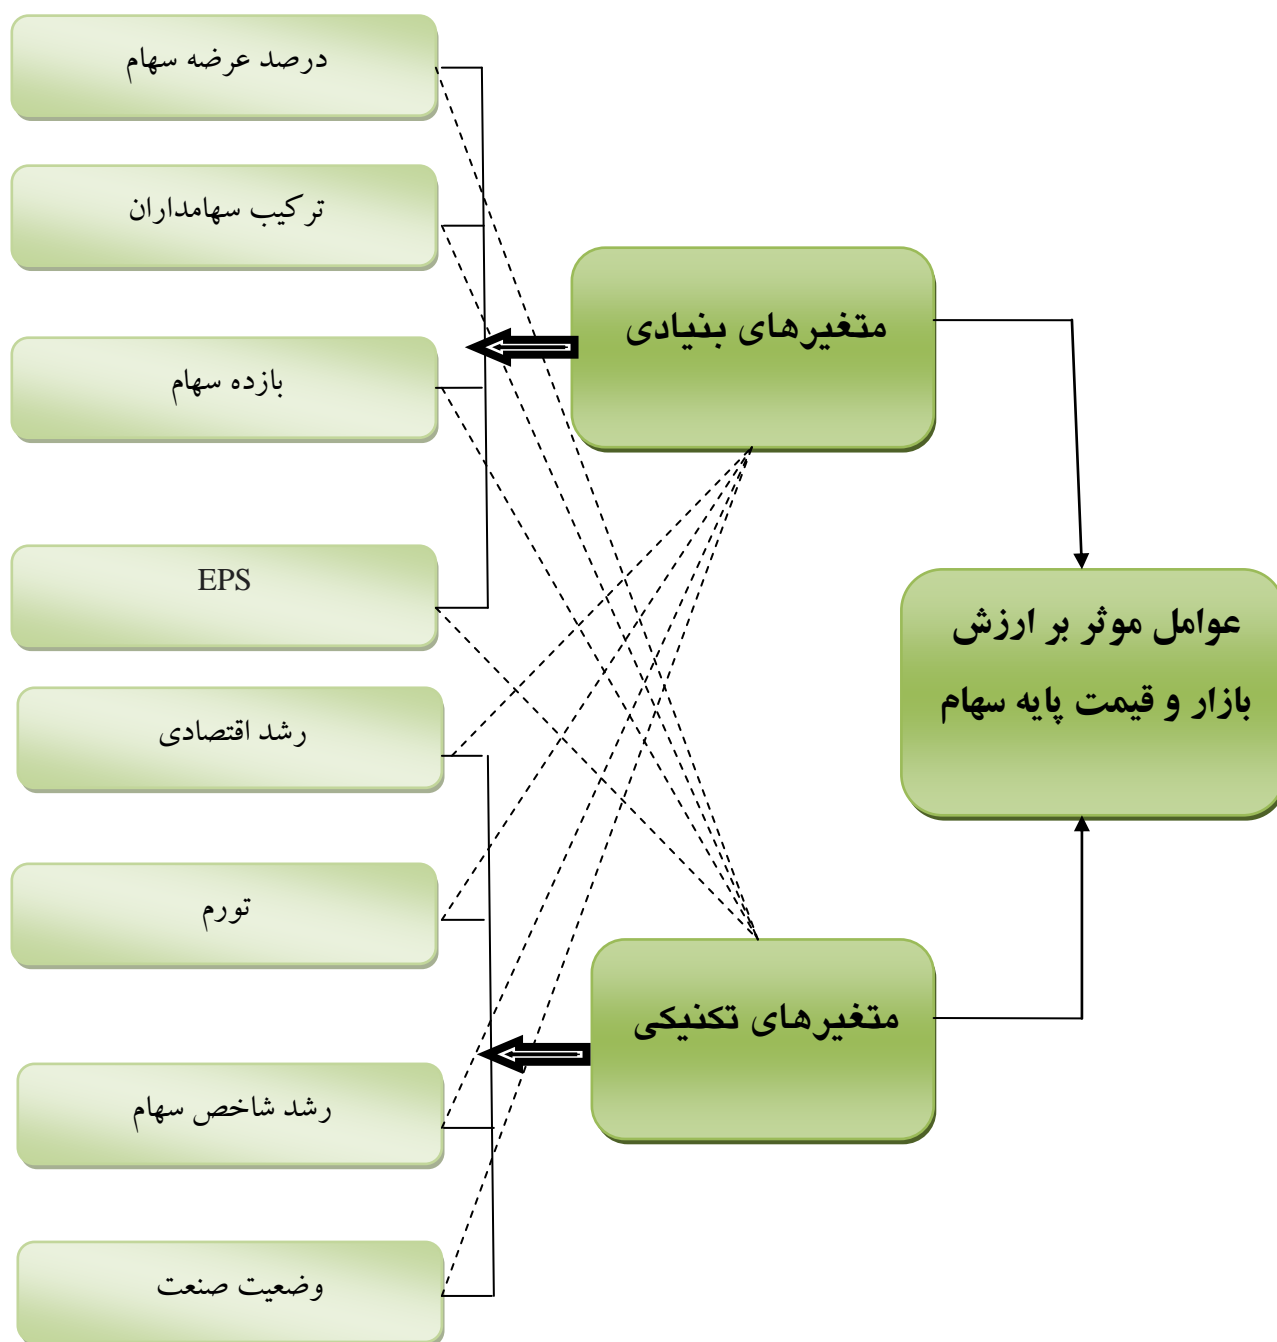 درصد عرضه سهام
ترکیب سهامداران
متغیرهای بنیادی
بازده سهام
EPS
عوامل موثر بر ارزش
بازار و قیمت پایه سهام
رشد اقتصادی
تورم
متغیرهای تکنیکی
رشد شاخص سهام
وضعیت صنعت